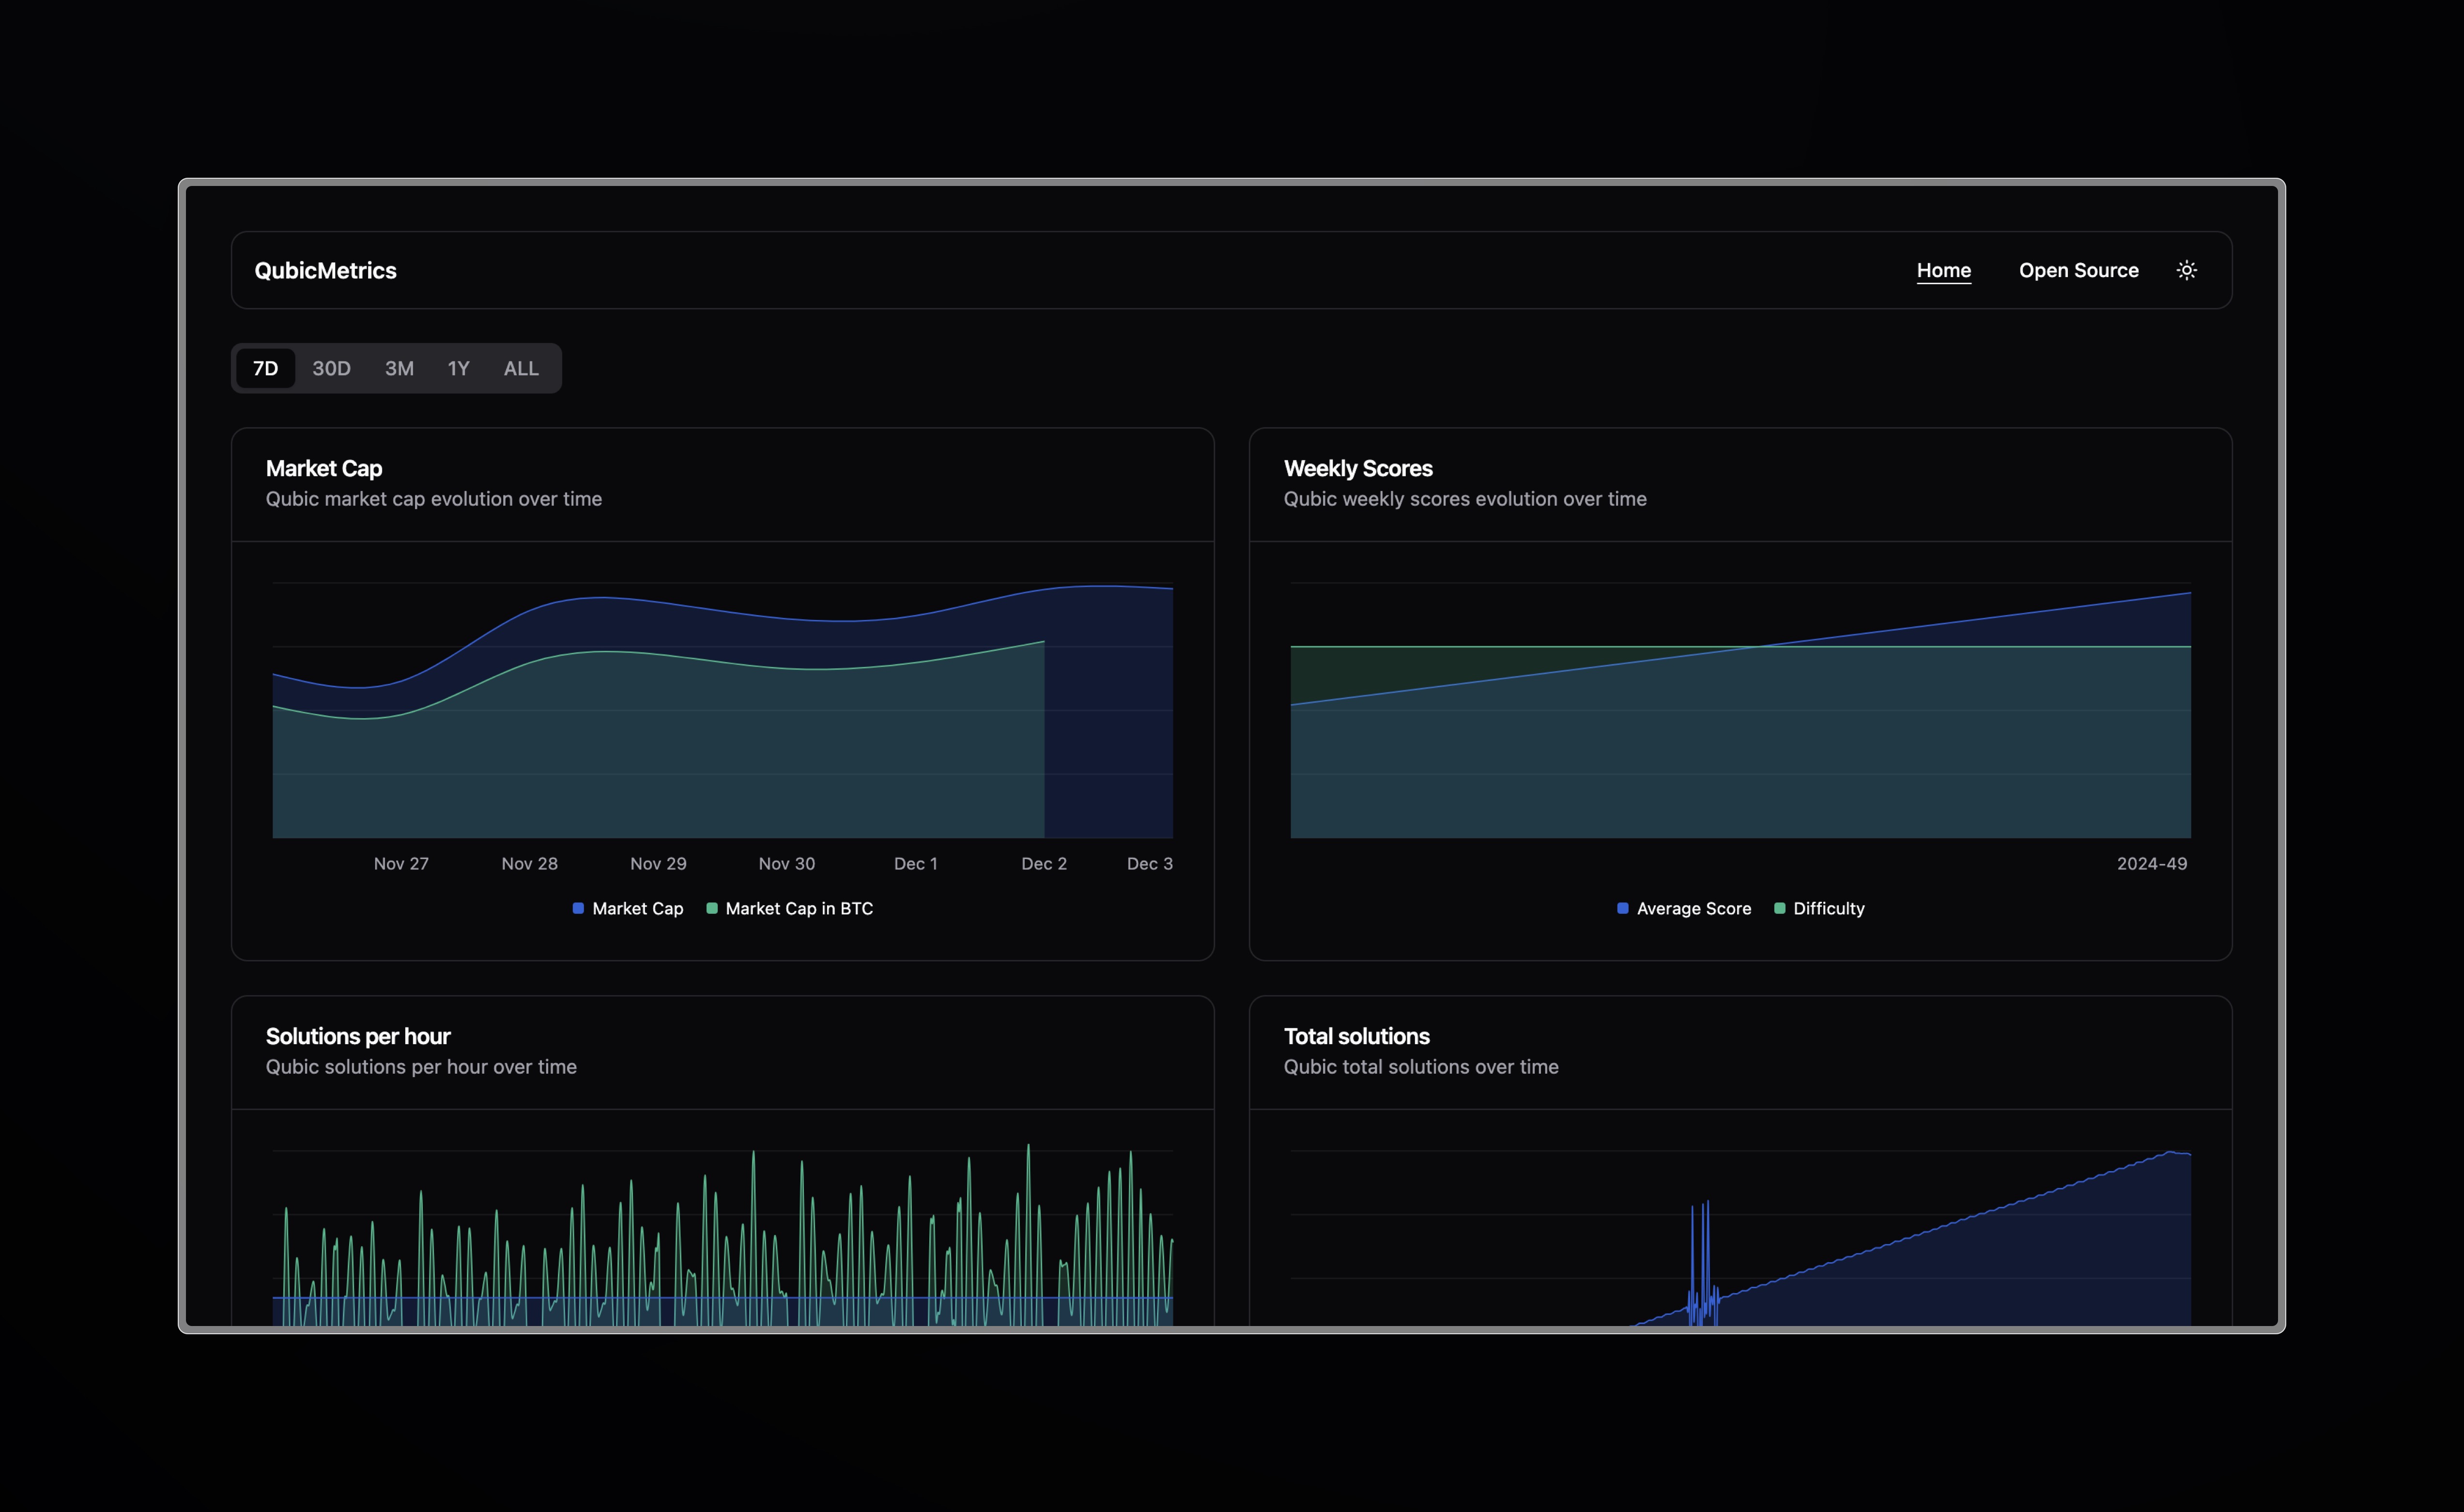 QubicMetrics
Home Open Source
7D 30D 3M 1Y ALL
Market Cap
Qubic market cap evolution over time
Nov 27 Nov 28 Nov 29 Nov 30 Dec 1 Dec 2 Dec 3
Market Cap Market Cap in BTC
Weekly Scores
Qubic weekly scores evolution over time
2024-49
Average Score Difficulty
Solutions per hour
Qubic solutions per hour over time
Total solutions
Qubic total solutions over time